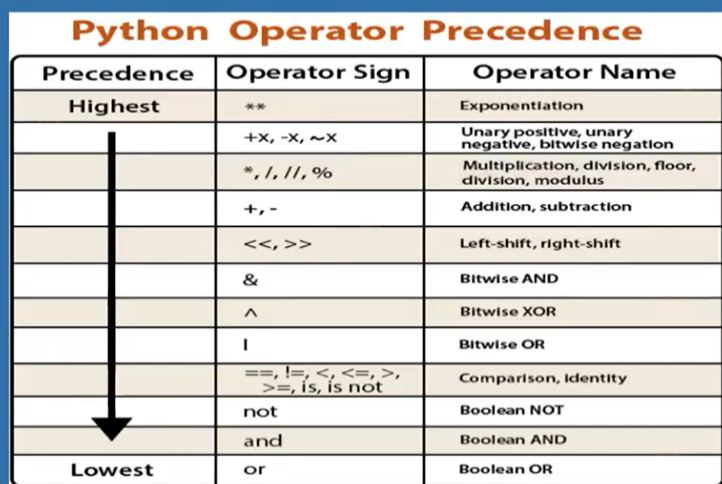 Python Operator Precedence
Precedence Operator Sign Operator Name
Highest ** Exponentiation
+x, -x, ~x Unary positive, unary
negative, bitwise negation
*, /, //, % Multiplication, division, floor,
division, modulus
+, - Addition, subtraction
<<, >> Left-shift, right-shift
& Bitwise AND
^ Bitwise XOR
| Bitwise OR
==, !=, <, <=, >,
>=, is, is not Comparison, Identity
not Boolean NOT
and Boolean AND
Lowest or Boolean OR